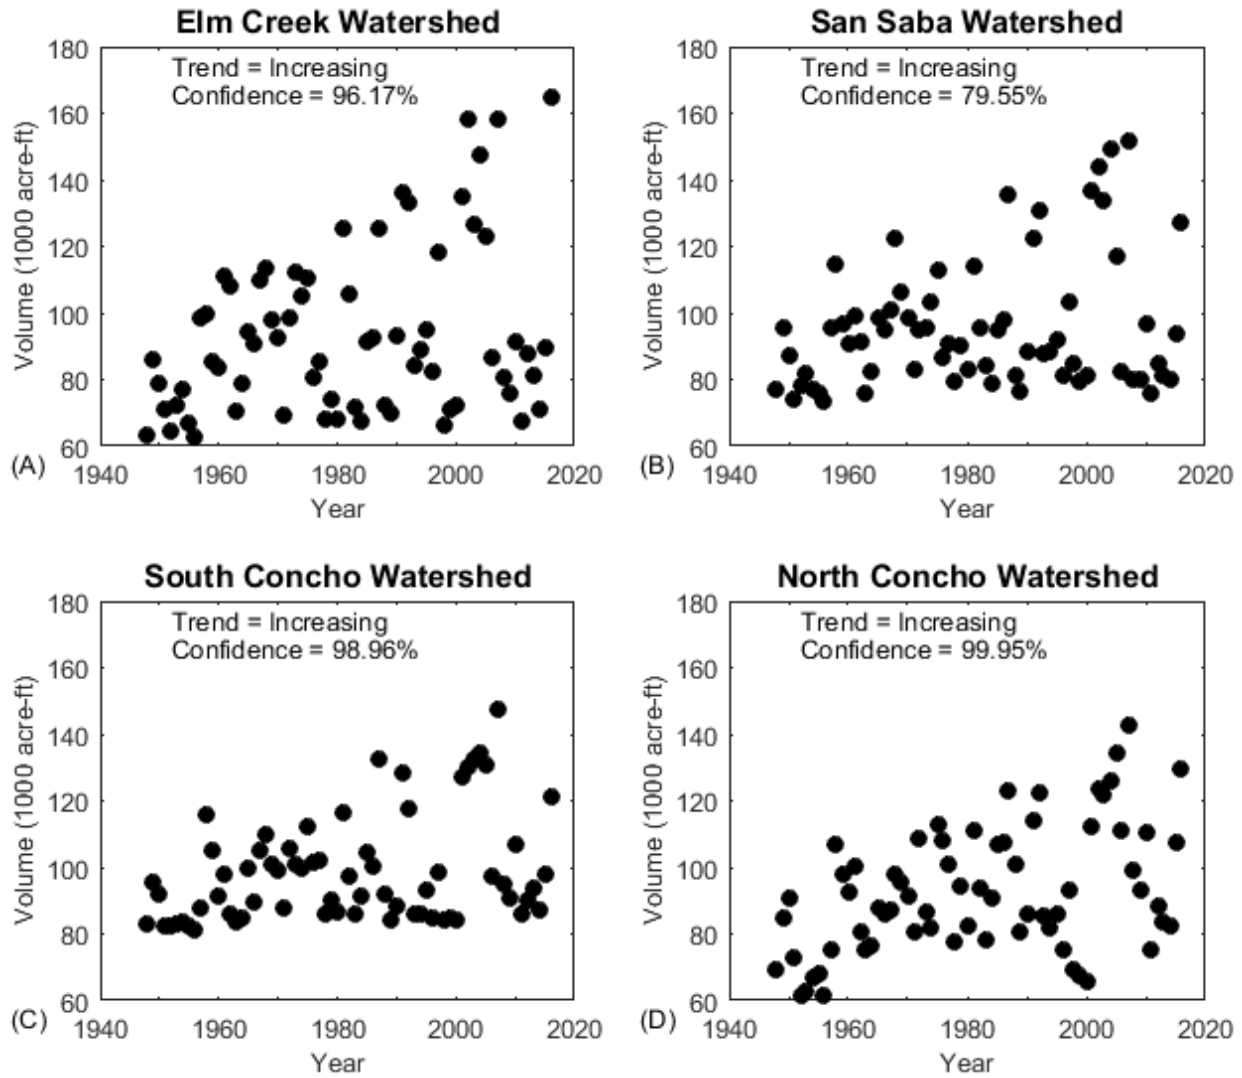 Elm Creek Watershed
Trend = Increasing
Confidence = 96.17%
Volume (1000 acre-ft)
180
160
140
120
100
80
60
1940
1960
1980
2000
2020
Year
(A)
San Saba Watershed
Trend = Increasing
Confidence = 79.55%
Volume (1000 acre-ft)
180
160
140
120
100
80
60
1940
1960
1980
2000
2020
Year
(B)
South Concho Watershed
Trend = Increasing
Confidence = 98.96%
Volume (1000 acre-ft)
180
160
140
120
100
80
60
1940
1960
1980
2000
2020
Year
(C)
North Concho Watershed
Trend = Increasing
Confidence = 99.95%
Volume (1000 acre-ft)
180
160
140
120
100
80
60
1940
1960
1980
2000
2020
Year
(D)